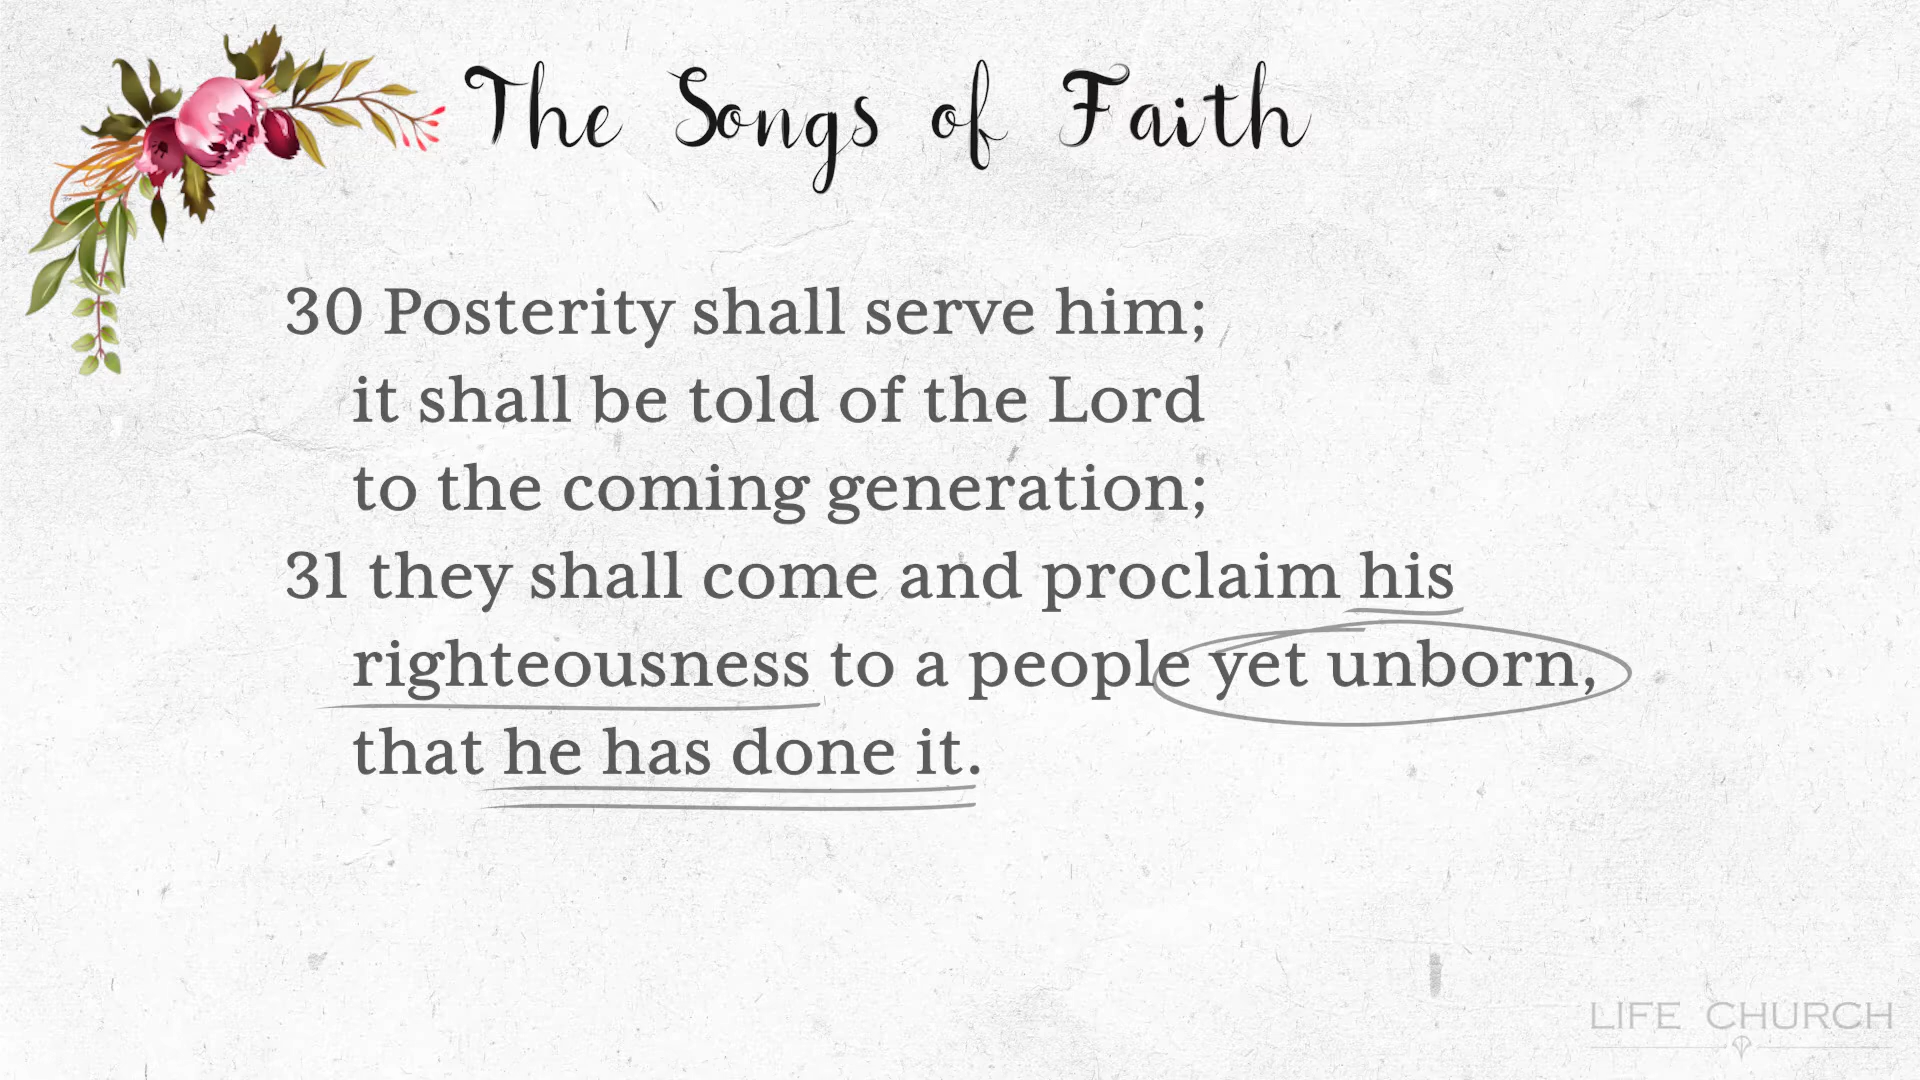 The Songs of Faith
30 Posterity shall serve him;
it shall be told of the Lord
to the coming generation;
31 they shall come and proclaim his
righteousness to a people yet unborn,
that he has done it.
LIFE CHURCH